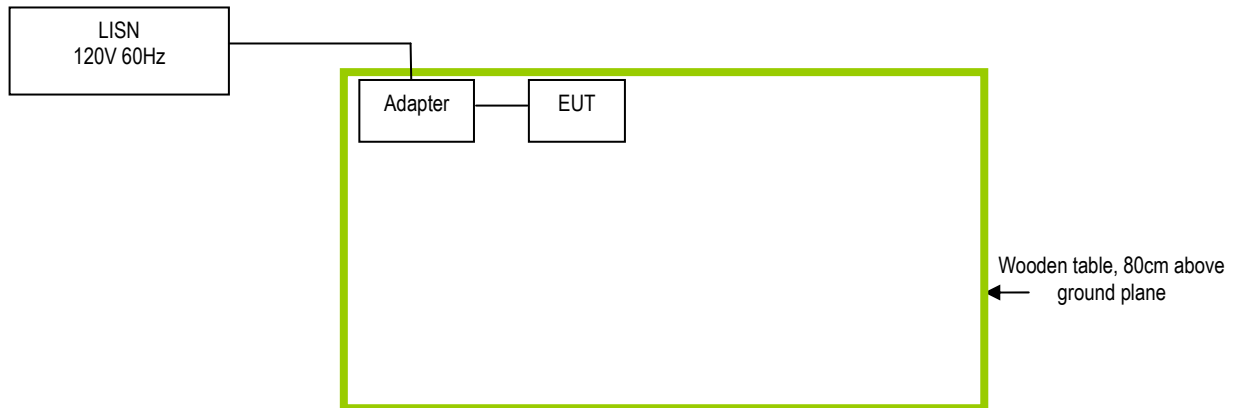 LISN
120V 60Hz
Adapter
EUT
Wooden table, 80cm above
ground plane